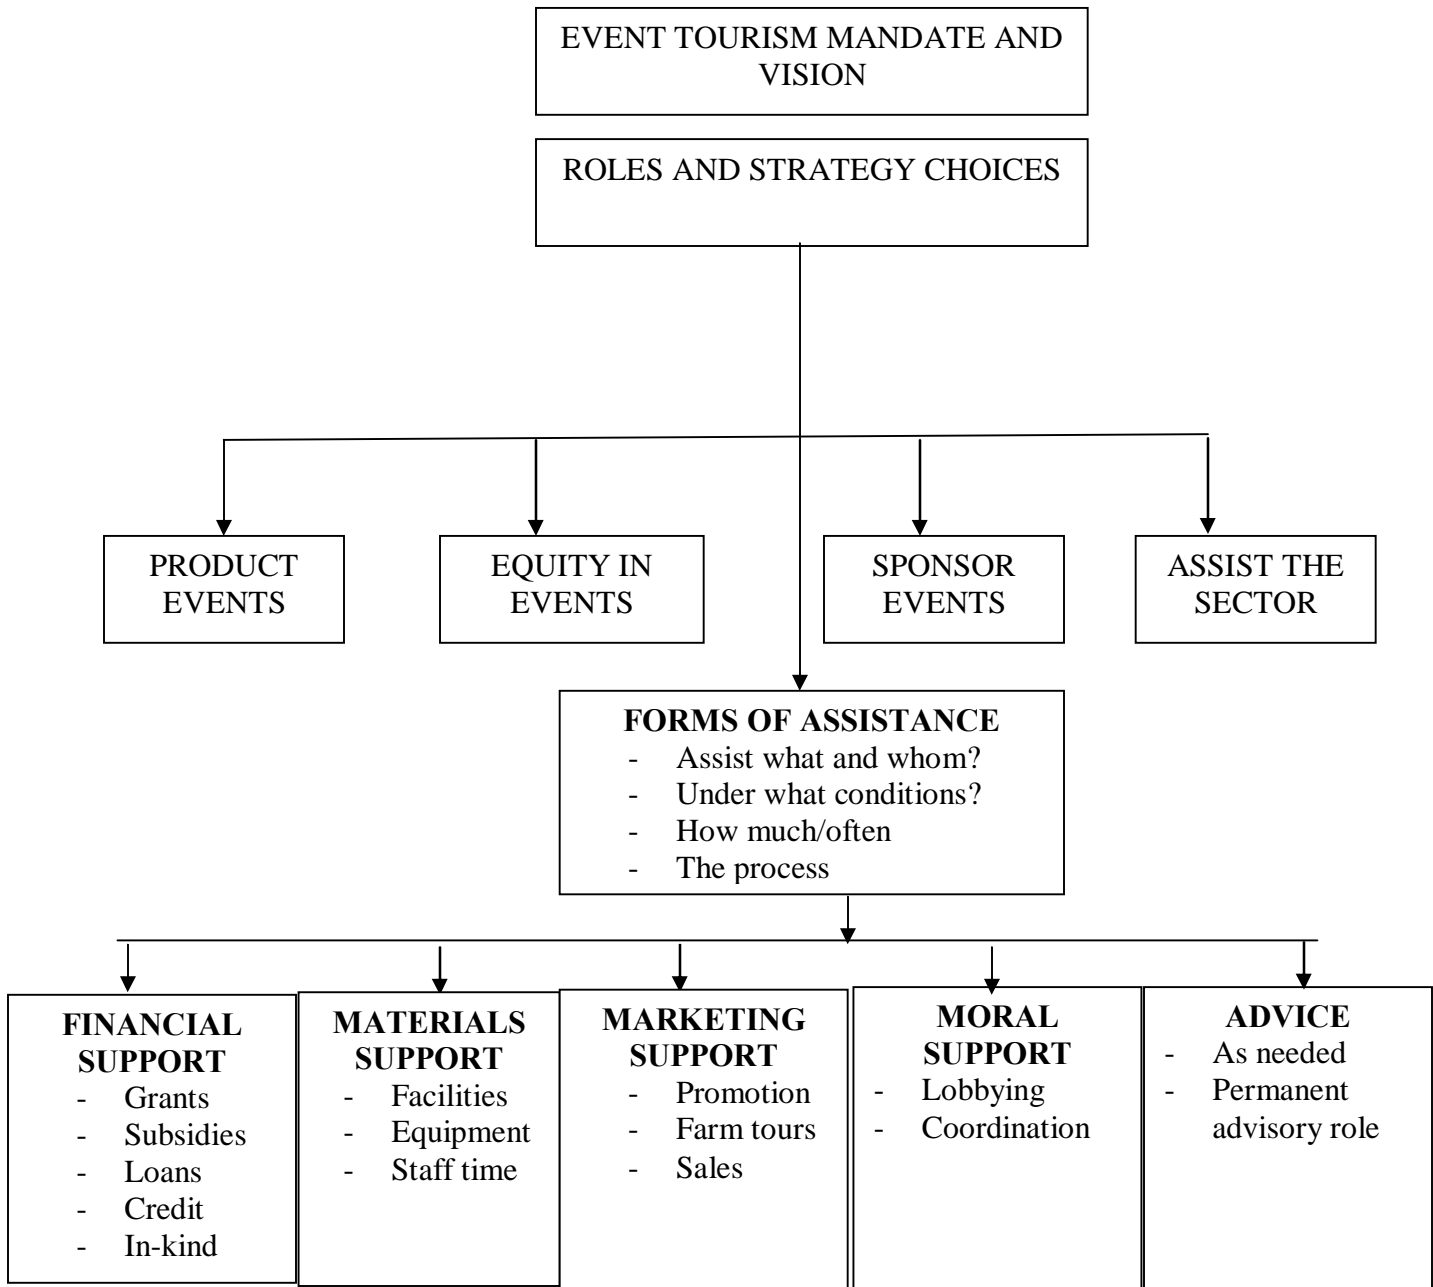 EVENT TOURISM MANDATE AND
VISION
ROLES AND STRATEGY CHOICES
PRODUCT
EVENTS
EQUITY IN
EVENTS
SPONSOR
EVENTS
ASSIST THE
SECTOR
FORMS OF ASSISTANCE
- Assist what and whom?
- Under what conditions?
- How much/often
- The process
FINANCIAL
SUPPORT
- Grants
- Subsidies
- Loans
- Credit
- In-kind
MATERIALS
SUPPORT
- Facilities
- Equipment
- Staff time
MARKETING
SUPPORT
- Promotion
- Farm tours
- Sales
MORAL
SUPPORT
- Lobbying
- Coordination
ADVICE
- As needed
- Permanent
advisory role